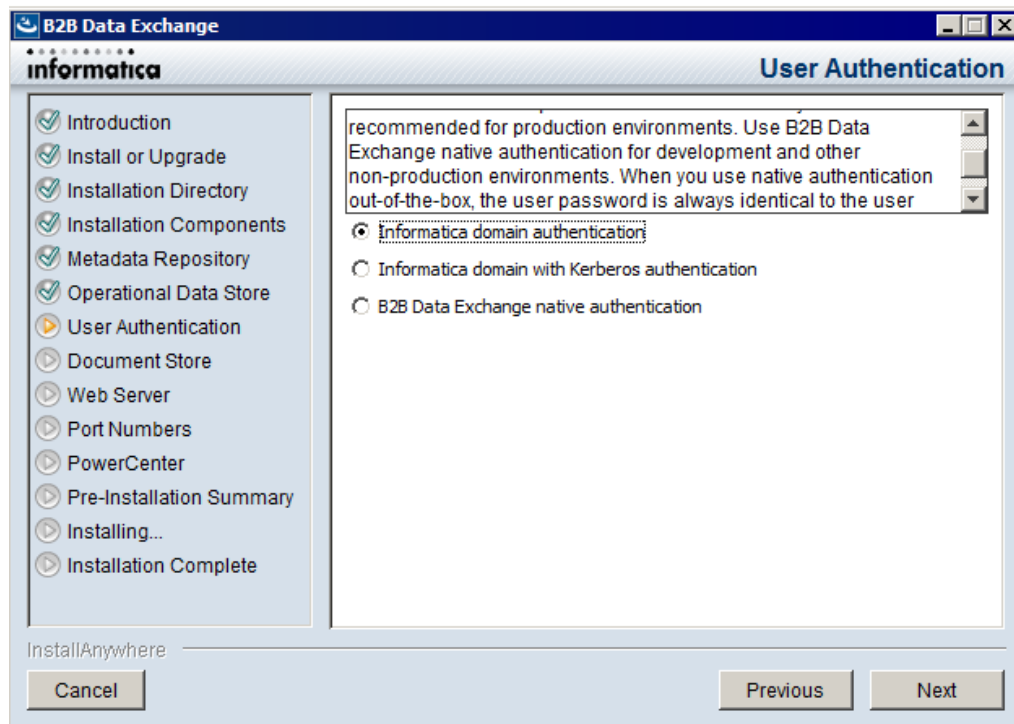 B2B Data Exchange
informatica
User Authentication
Introduction
Install or Upgrade
Installation Directory
Installation Components
Metadata Repository
Operational Data Store
User Authentication
Document Store
Web Server
Port Numbers
PowerCenter
Pre-Installation Summary
Installing...
Installation Complete
recommended for production environments. Use B2B Data
Exchange native authentication for development and other
non-production environments. When you use native authentication
out-of-the-box, the user password is always identical to the user
Informatica domain authentication
Informatica domain with Kerberos authentication
B2B Data Exchange native authentication
InstallAnywhere
Cancel
Previous
Next